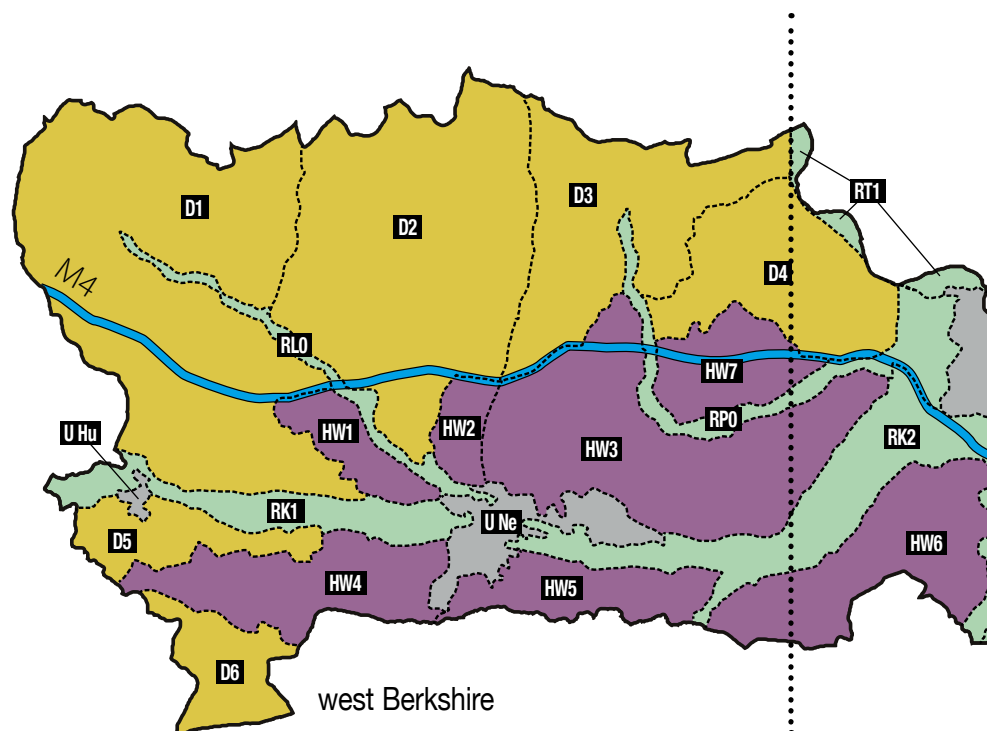 RT1
D1
D3
D2
D4
M4
RL0
HW7
RP0
U Hu
HW1
HW2
HW3
RK2
RK1
U Ne
D5
HW6
HW4
HW5
D6
west Berkshire